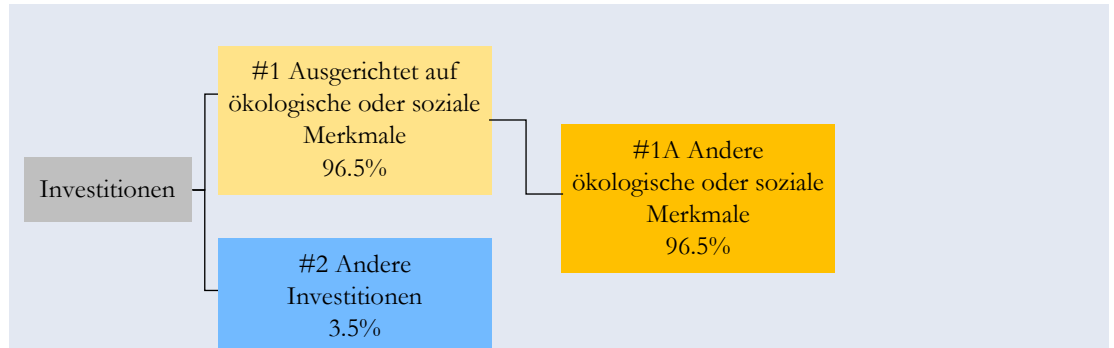 Investitionen
#1 Ausgerichtet auf
ökologische oder soziale
Merkmale
96.5%
#1A Andere
ökologische oder soziale
Merkmale
96.5%
#2 Andere
Investitionen
3.5%